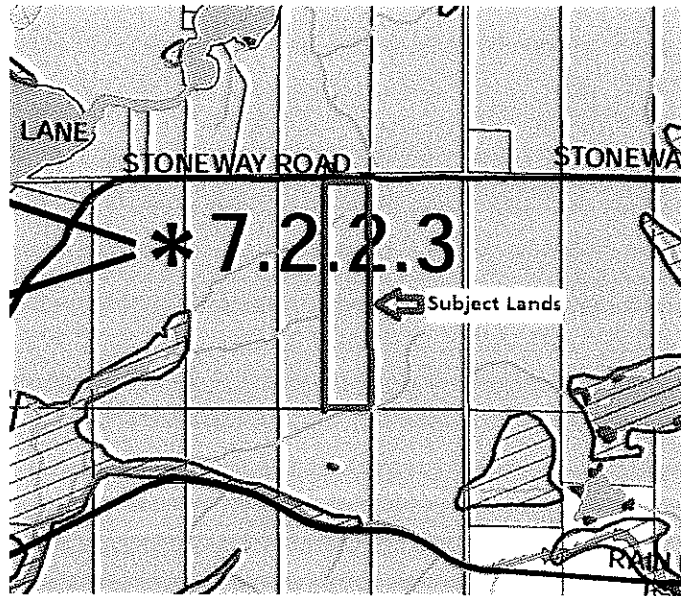 LANE
STONEWAY ROAD
STONEWA
* 7.2.2.3
Subject Lands
RAIN